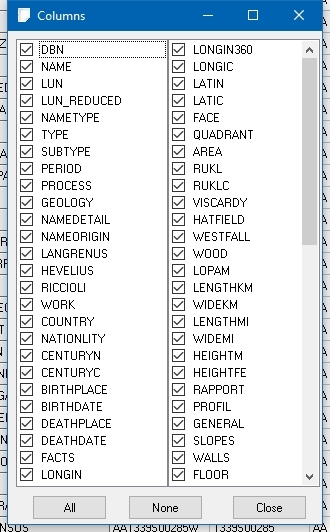 Columns
DBN
NAME
LUN
LUN_REDUCED
NAMETYPE
TYPE
SUBTYPE
PERIOD
PROCESS
GEOLOGY
NAMEDETAIL
NAMEORIGIN
LANGRENUS
HEVELIUS
RICCIOLI
WORK
COUNTRY
NATIONLITY
CENTURYN
CENTURYC
BIRTHPLACE
BIRTHDATE
DEATHPLACE
DEATHDATE
FACTS
LONGIN
LONGIN360
LONGIC
LATIN
LATIC
FACE
QUADRANT
AREA
RUKL
RUKLC
VISCARDY
HATFIELD
WESTFALL
WOOD
LOPAM
LENGTHKM
WIDEKM
LENGTHMI
WIDEMI
HEIGHTM
HEIGHTFE
RAPPORT
PROFIL
GENERAL
SLOPES
WALLS
FLOOR
All
None
Close